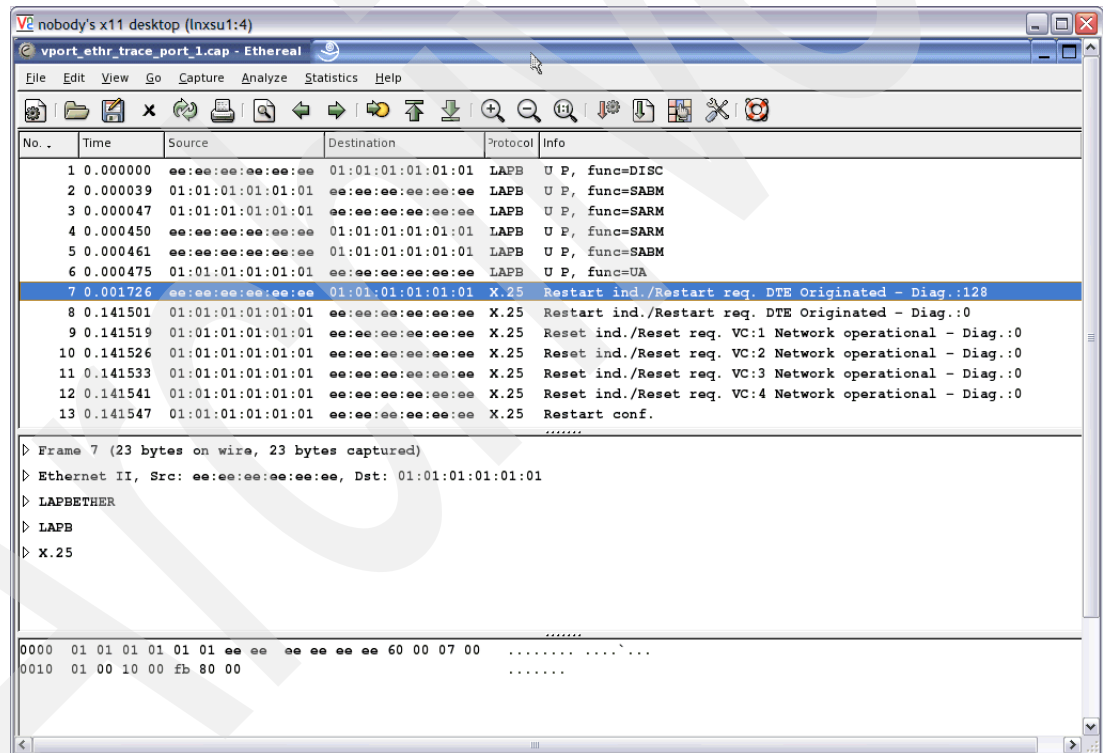 nobody's x11 desktop (lnxsu1:4)
vport_ethr_trace_port_1.cap - Ethereal
File Edit View Go Capture Analyze Statistics Help
No. . Time Source Destination Protocol Info
1 0.000000 ee:ee:ee:ee:ee:ee 01:01:01:01:01:01 LAPB U P, func=DISC
2 0.000039 01:01:01:01:01:01 ee:ee:ee:ee:ee:ee LAPB U P, func=SABM
3 0.000047 01:01:01:01:01:01 ee:ee:ee:ee:ee:ee LAPB U P, func=SARM
4 0.000450 ee:ee:ee:ee:ee:ee 01:01:01:01:01:01 LAPB U P, func=SARM
5 0.000461 ee:ee:ee:ee:ee:ee 01:01:01:01:01:01 LAPB U P, func=SABM
6 0.000475 01:01:01:01:01:01 ee:ee:ee:ee:ee:ee LAPB U P, func=UA
7 0.001726 ee:ee:ee:ee:ee:ee 01:01:01:01:01:01 X.25 Restart ind./Restart req. DTE Originated - Diag.:128
8 0.141501 01:01:01:01:01:01 ee:ee:ee:ee:ee:ee X.25 Restart ind./Restart req. DTE Originated - Diag.:0
9 0.141519 01:01:01:01:01:01 ee:ee:ee:ee:ee:ee X.25 Reset ind./Reset req. VC:1 Network operational - Diag.:0
10 0.141526 01:01:01:01:01:01 ee:ee:ee:ee:ee:ee X.25 Reset ind./Reset req. VC:2 Network operational - Diag.:0
11 0.141533 01:01:01:01:01:01 ee:ee:ee:ee:ee:ee X.25 Reset ind./Reset req. VC:3 Network operational - Diag.:0
12 0.141541 01:01:01:01:01:01 ee:ee:ee:ee:ee:ee X.25 Reset ind./Reset req. VC:4 Network operational - Diag.:0
13 0.141547 01:01:01:01:01:01 ee:ee:ee:ee:ee:ee X.25 Restart conf.
Frame 7 (23 bytes on wire, 23 bytes captured)
Ethernet II, Src: ee:ee:ee:ee:ee:ee, Dst: 01:01:01:01:01:01
LAPBETHER
LAPB
X.25
0000 01 01 01 01 01 01 ee ee ee ee ee ee 60 00 07 00 ........ ....`...
0010 01 00 10 00 fb 80 00 .......